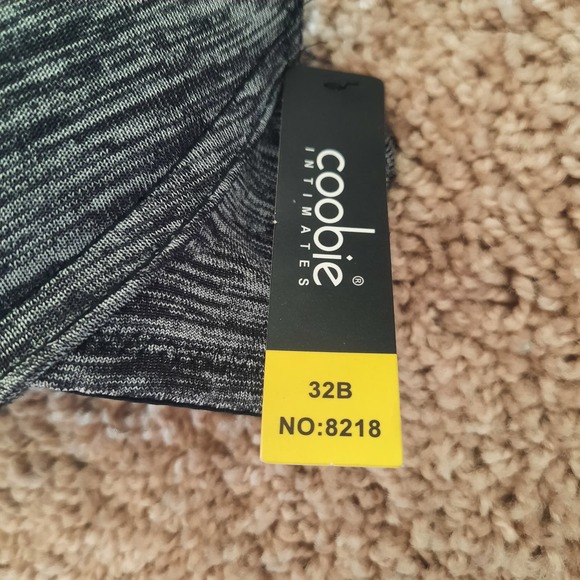 coobie®
INTIMATES
32B
NO:8218